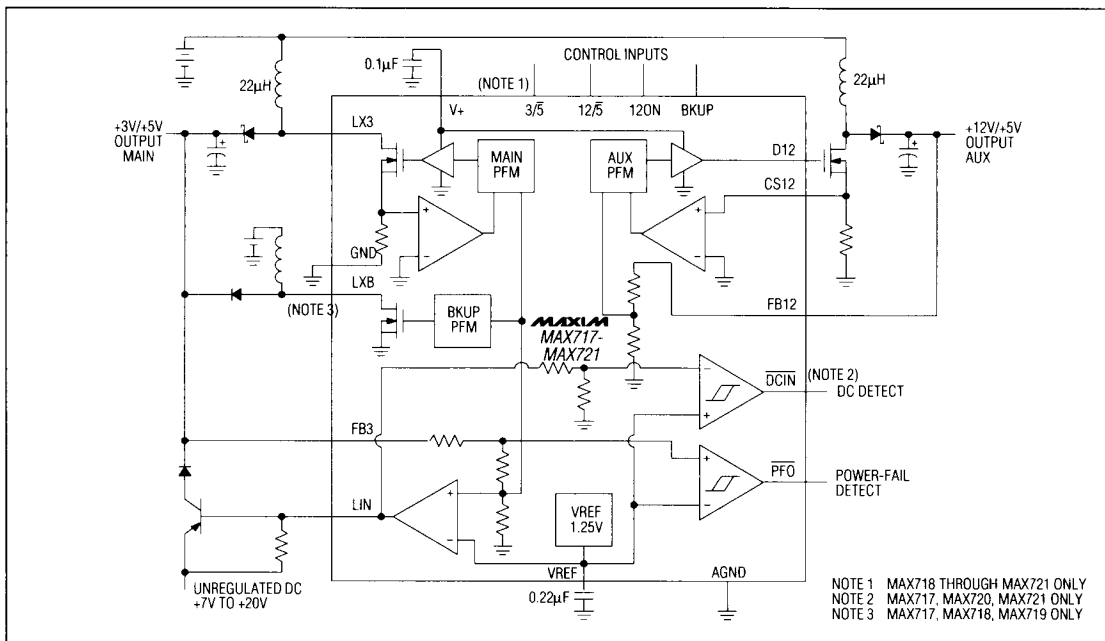 CONTROL INPUTS
0.1µF
22µH
(NOTE 1)
22µH
V+
3/5
12/5
12ON
BKUP
+3V/+5V
OUTPUT
MAIN
LX3
MAIN
PFM
AUX
PFM
D12
+12V/+5V
OUTPUT
AUX
CS12
+
−
+
−
GND
LXB
(NOTE 3)
BKUP
PFM
MAXIM
MAX717-
MAX721
FB12
−
+
DCIN
(NOTE 2)
DC DETECT
FB3
+
−
PFO
POWER-FAIL
DETECT
LIN
+
−
VREF
1.25V
UNREGULATED DC
+7V TO +20V
VREF
0.22µF
AGND
NOTE 1 MAX718 THROUGH MAX721 ONLY
NOTE 2 MAX717, MAX720, MAX721 ONLY
NOTE 3 MAX717, MAX718, MAX719 ONLY